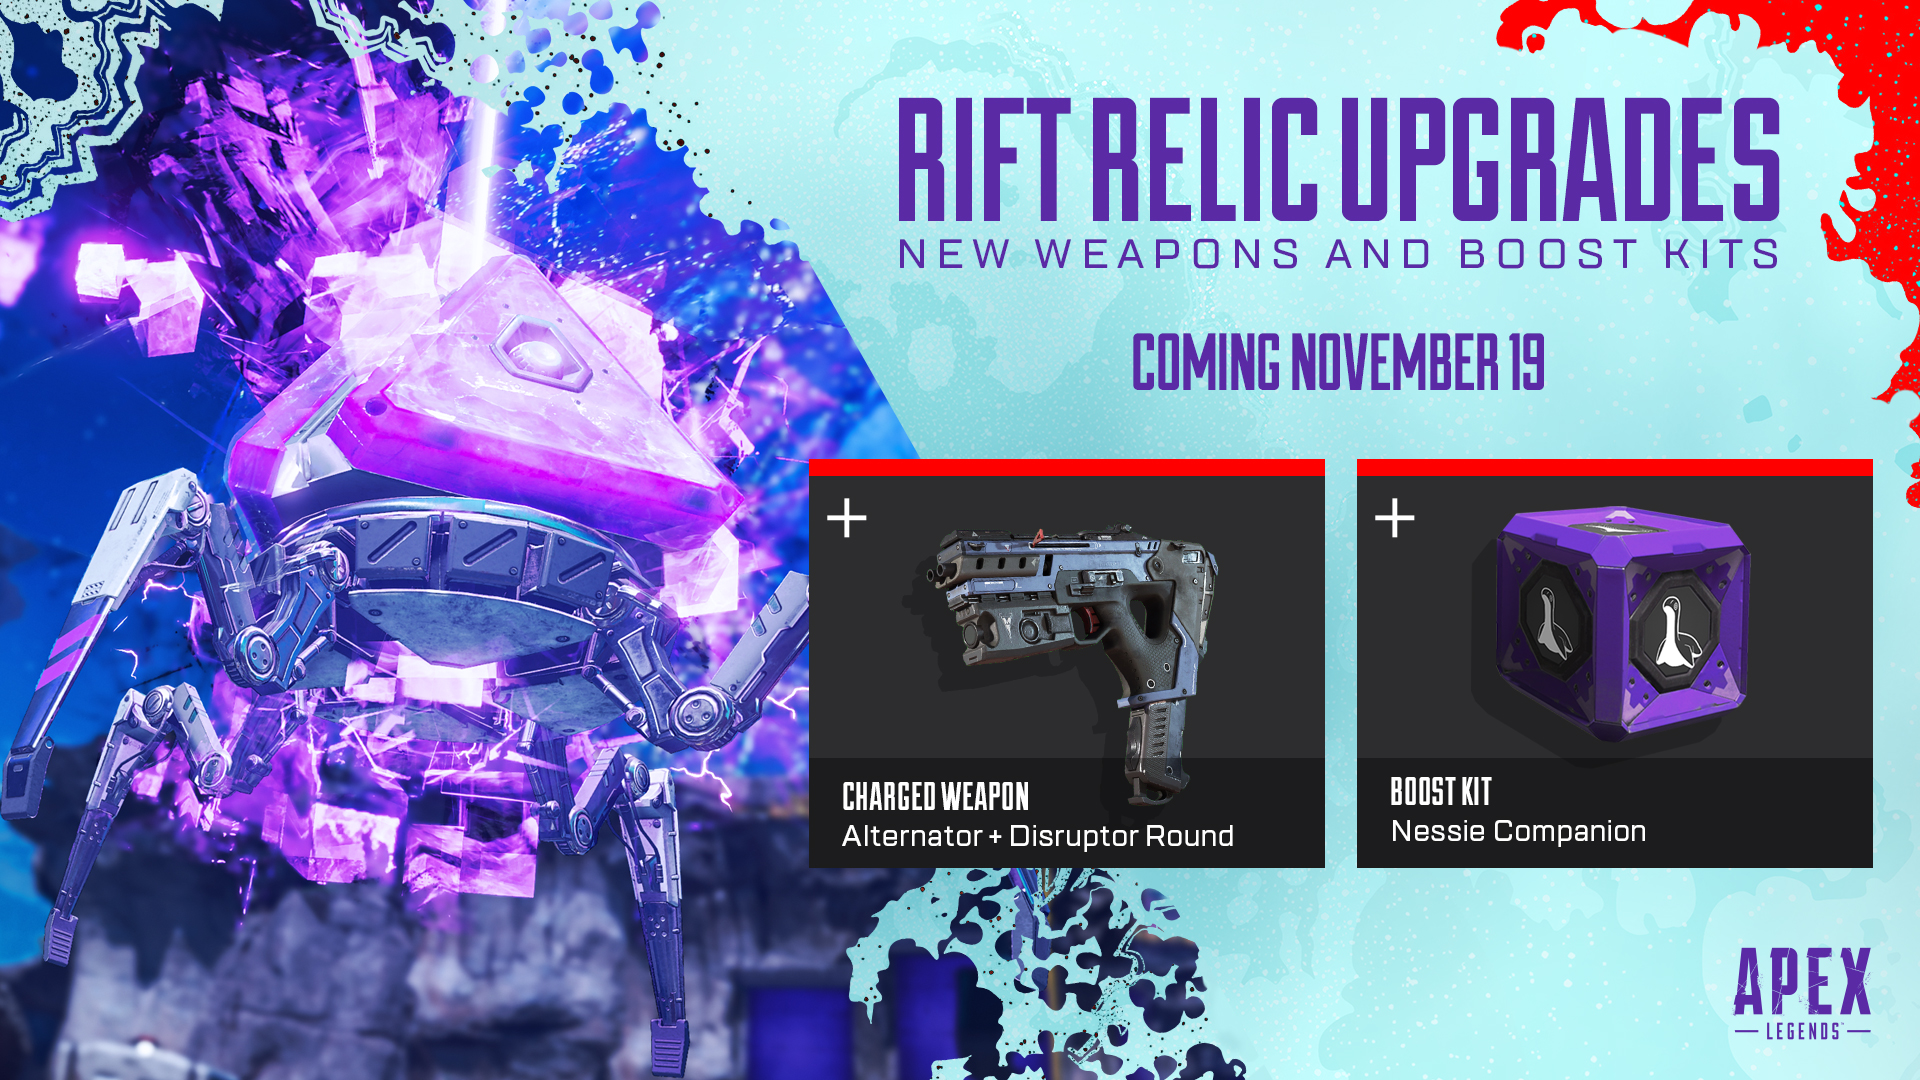 RIFT RELIC UPGRADES
NEW WEAPONS AND BOOST KITS
COMING NOVEMBER 19
CHARGED WEAPON
Alternator + Disruptor Round
BOOST KIT
Nessie Companion
APEX
LEGENDS™